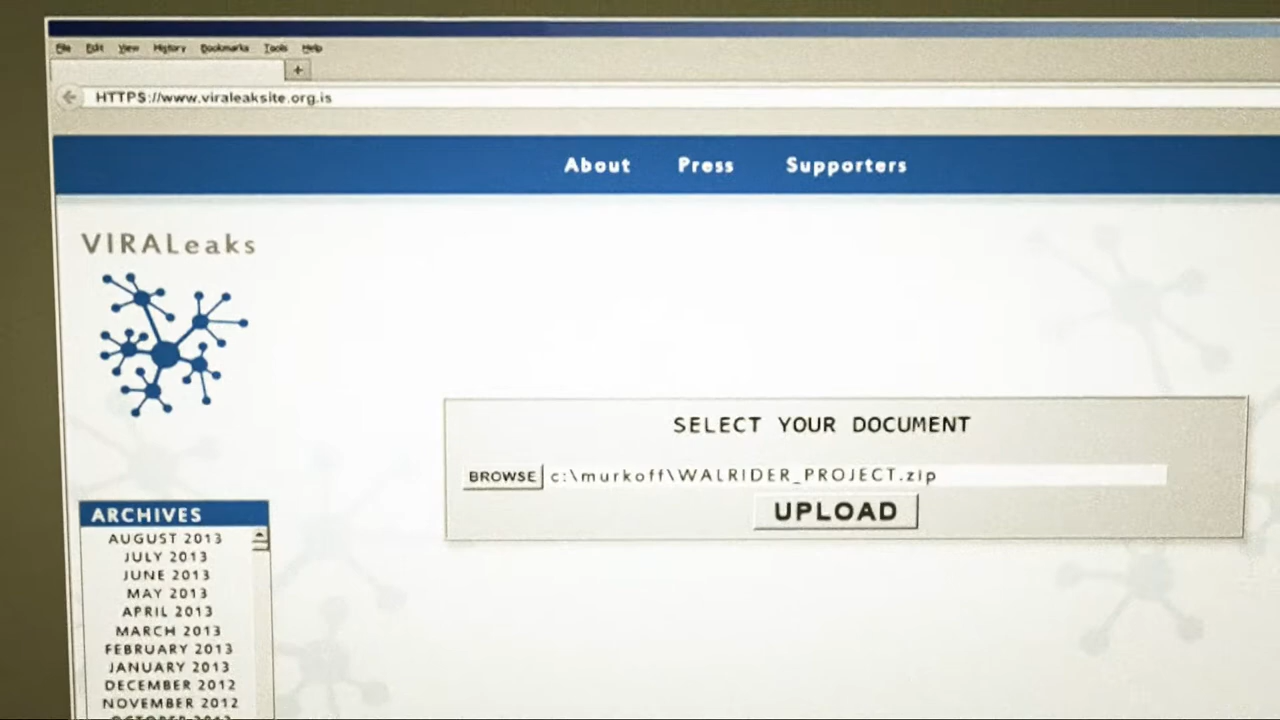 File Edit View History Bookmarks Tools Help
+
HTTPS://www.viraleaksite.org.is
About Press Supporters
VIRALeaks
SELECT YOUR DOCUMENT
BROWSE c:\murkoff\WALRIDER_PROJECT.zip
UPLOAD
ARCHIVES
AUGUST 2013
JULY 2013
JUNE 2013
MAY 2013
APRIL 2013
MARCH 2013
FEBRUARY 2013
JANUARY 2013
DECEMBER 2012
NOVEMBER 2012
OCTOBER 2012